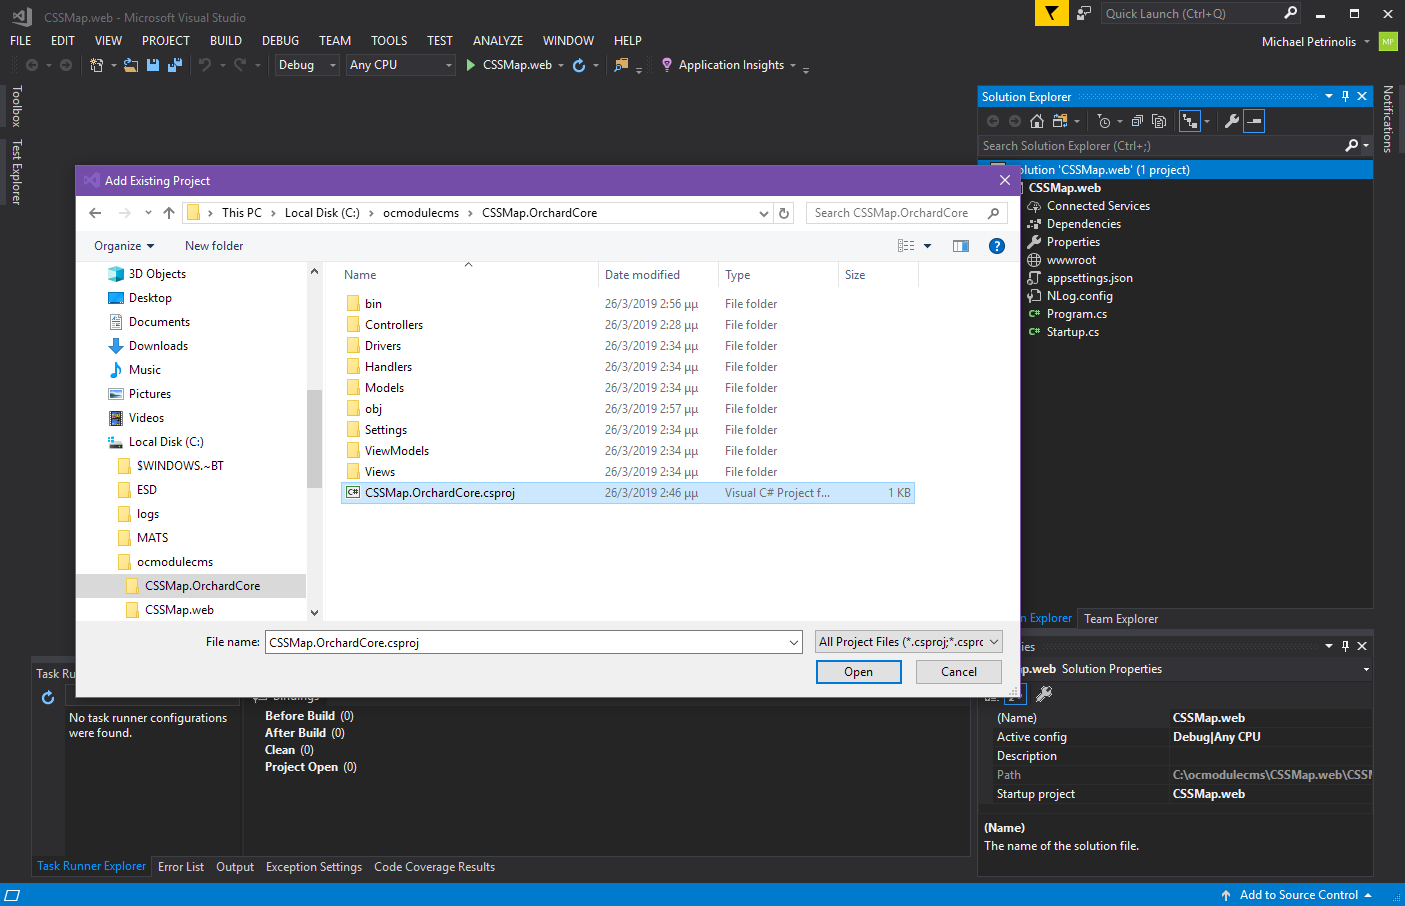 CSSMap.web - Microsoft Visual Studio
Quick Launch (Ctrl+Q)
FILE EDIT VIEW PROJECT BUILD DEBUG TEAM TOOLS TEST ANALYZE WINDOW HELP
Michael Petrinolis MP
Debug Any CPU CSSMap.web Application Insights
Toolbox
Test Explorer
Notifications
Solution Explorer
Search Solution Explorer (Ctrl+;)
olution 'CSSMap.web' (1 project)
CSSMap.web
Connected Services
Dependencies
Properties
wwwroot
appsettings.json
NLog.config
Program.cs
Startup.cs
Add Existing Project
This PC Local Disk (C:) ocmodulecms CSSMap.OrchardCore
Search CSSMap.OrchardCore
Organize New folder
3D Objects
Desktop
Documents
Downloads
Music
Pictures
Videos
Local Disk (C:)
$WINDOWS.~BT
ESD
logs
MATS
ocmodulecms
CSSMap.OrchardCore
CSSMap.web
Name Date modified Type Size
bin 26/3/2019 2:56 μμ File folder
Controllers 26/3/2019 2:28 μμ File folder
Drivers 26/3/2019 2:34 μμ File folder
Handlers 26/3/2019 2:34 μμ File folder
Models 26/3/2019 2:34 μμ File folder
obj 26/3/2019 2:57 μμ File folder
Settings 26/3/2019 2:34 μμ File folder
ViewModels 26/3/2019 2:34 μμ File folder
Views 26/3/2019 2:34 μμ File folder
CSSMap.OrchardCore.csproj 26/3/2019 2:46 μμ Visual C# Project f... 1 KB
File name: CSSMap.OrchardCore.csproj
All Project Files (*.csproj;*.cspro
Open Cancel
n Explorer Team Explorer
ies
p.web Solution Properties
(Name) CSSMap.web
Active config Debug|Any CPU
Description
Path C:\ocmodulecms\CSSMap.web\CSSM
Startup project CSSMap.web
(Name)
The name of the solution file.
Task Ru
No task runner configurations
were found.
Bindings
Before Build (0)
After Build (0)
Clean (0)
Project Open (0)
Task Runner Explorer Error List Output Exception Settings Code Coverage Results
Add to Source Control